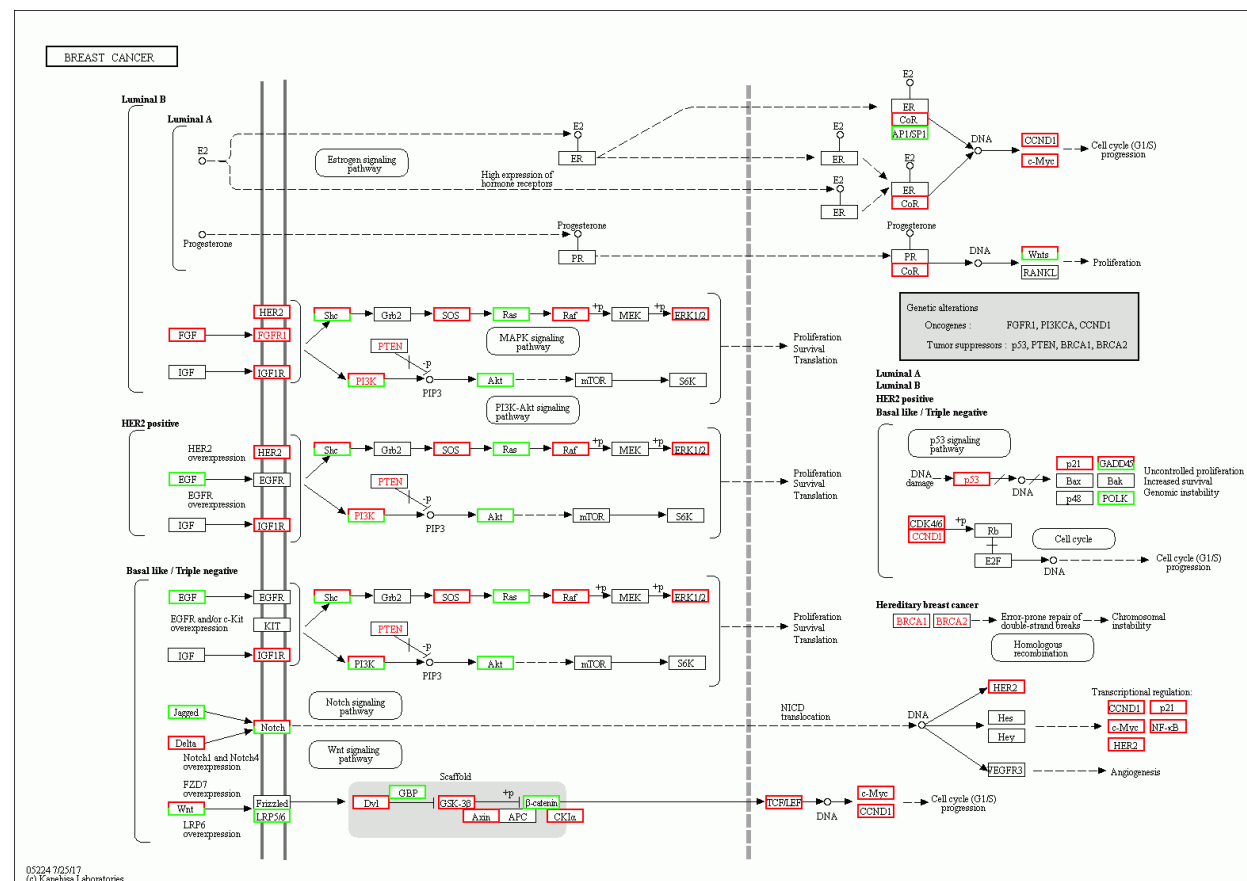 BREAST CANCER
Luminal B
Luminal A
E2
Estrogen signaling
pathway
E2
ER
High expression of
hormone receptors
E2
ER
E2
ER
E2
ER
CoR
AP1/SP1
E2
ER
CoR
DNA
CCND1
c-Myc
Cell cycle (G1/S)
progression
Progesterone
Progesterone
PR
Progesterone
PR
CoR
DNA
Wnts
RANKL
Proliferation
HER2
FGF
FGFR1
IGF
IGF1R
Shc
Grb2
SOS
Ras
Raf
+p
MEK
+p
ERK1/2
MAPK signaling
pathway
PTEN
-p
PI3K
PIP3
Akt
mTOR
S6K
PI3K-Akt signaling
pathway
Proliferation
Survival
Translation
Genetic alterations
Oncogenes : FGFR1, PI3KCA, CCND1
Tumor suppressors : p53, PTEN, BRCA1, BRCA2
HER2 positive
HER2
overexpression
HER2
EGF
EGFR
EGFR
overexpression
IGF
IGF1R
Shc
Grb2
SOS
Ras
Raf
+p
MEK
+p
ERK1/2
PTEN
-p
PI3K
PIP3
Akt
mTOR
S6K
Proliferation
Survival
Translation
Luminal A
Luminal B
HER2 positive
Basal like / Triple negative
p53 signaling
pathway
DNA
damage
p53
DNA
p21
GADD45
Bax
Bak
p48
POLK
Uncontrolled proliferation
Increased survival
Genomic instability
CDK4/6
CCND1
+p
Rb
E2F
Cell cycle
DNA
Cell cycle (G1/S)
progression
Basal like / Triple negative
EGF
EGFR
EGFR and/or c-Kit
overexpression
KIT
IGF
IGF1R
Shc
Grb2
SOS
Ras
Raf
+p
MEK
+p
ERK1/2
PTEN
-p
PI3K
PIP3
Akt
mTOR
S6K
Proliferation
Survival
Translation
Hereditary breast cancer
BRCA1
BRCA2
Error-prone repair of
double-strand breaks
Chromosomal
instability
Homologous
recombination
Jagged
Delta
Notch
Notch1 and Notch4
overexpression
Notch signaling
pathway
NICD
translocation
DNA
HER2
Hes
Hey
VEGFR3
Transcriptional regulation:
CCND1
p21
c-Myc
NF-κB
HER2
Angiogenesis
Wnt signaling
pathway
FZD7
overexpression
Wnt
LRP6
overexpression
Frizzled
LRP5/6
Scaffold
Dvl
GBP
GSK-3β
+p
β-catenin
Axin
APC
CKIα
TCF/LEF
DNA
c-Myc
CCND1
Cell cycle (G1/S)
progression
05224 7/25/17
(c) Kanehisa Laboratories